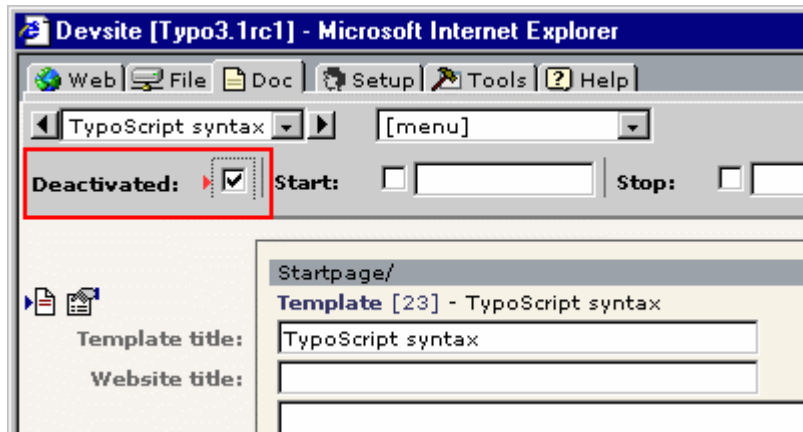 Devsite [Typo3.1rc1] - Microsoft Internet Explorer
Web File Doc Setup Tools Help
TypoScript syntax [menu]
Deactivated: Start: Stop:
Startpage/
Template [23] - TypoScript syntax
Template title: TypoScript syntax
Website title: